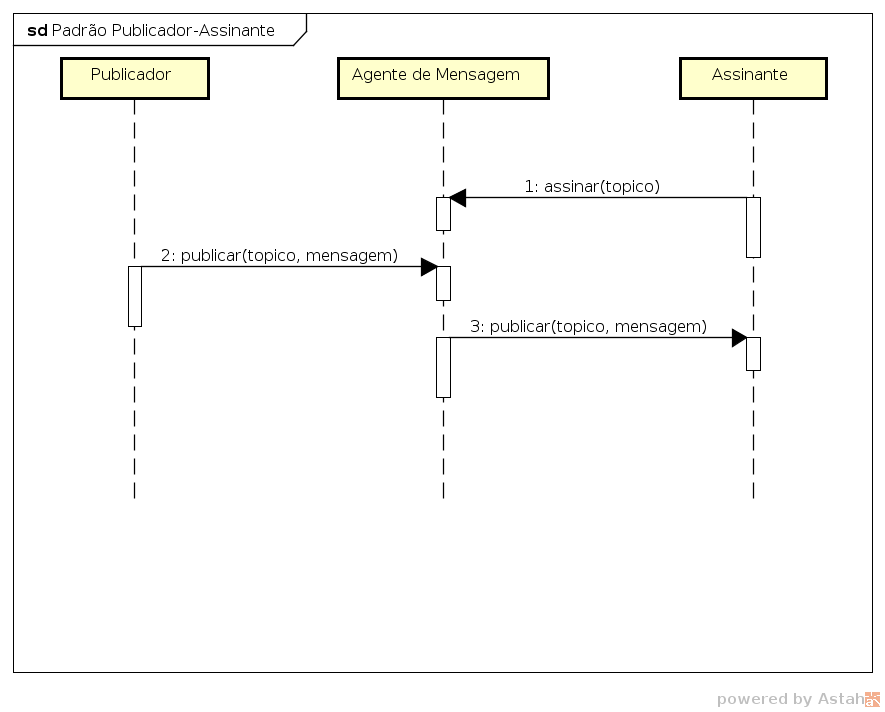 sd Padrão Publicador-Assinante
Publicador
Agente de Mensagem
Assinante
1: assinar(topico)
2: publicar(topico, mensagem)
3: publicar(topico, mensagem)
powered by Astah